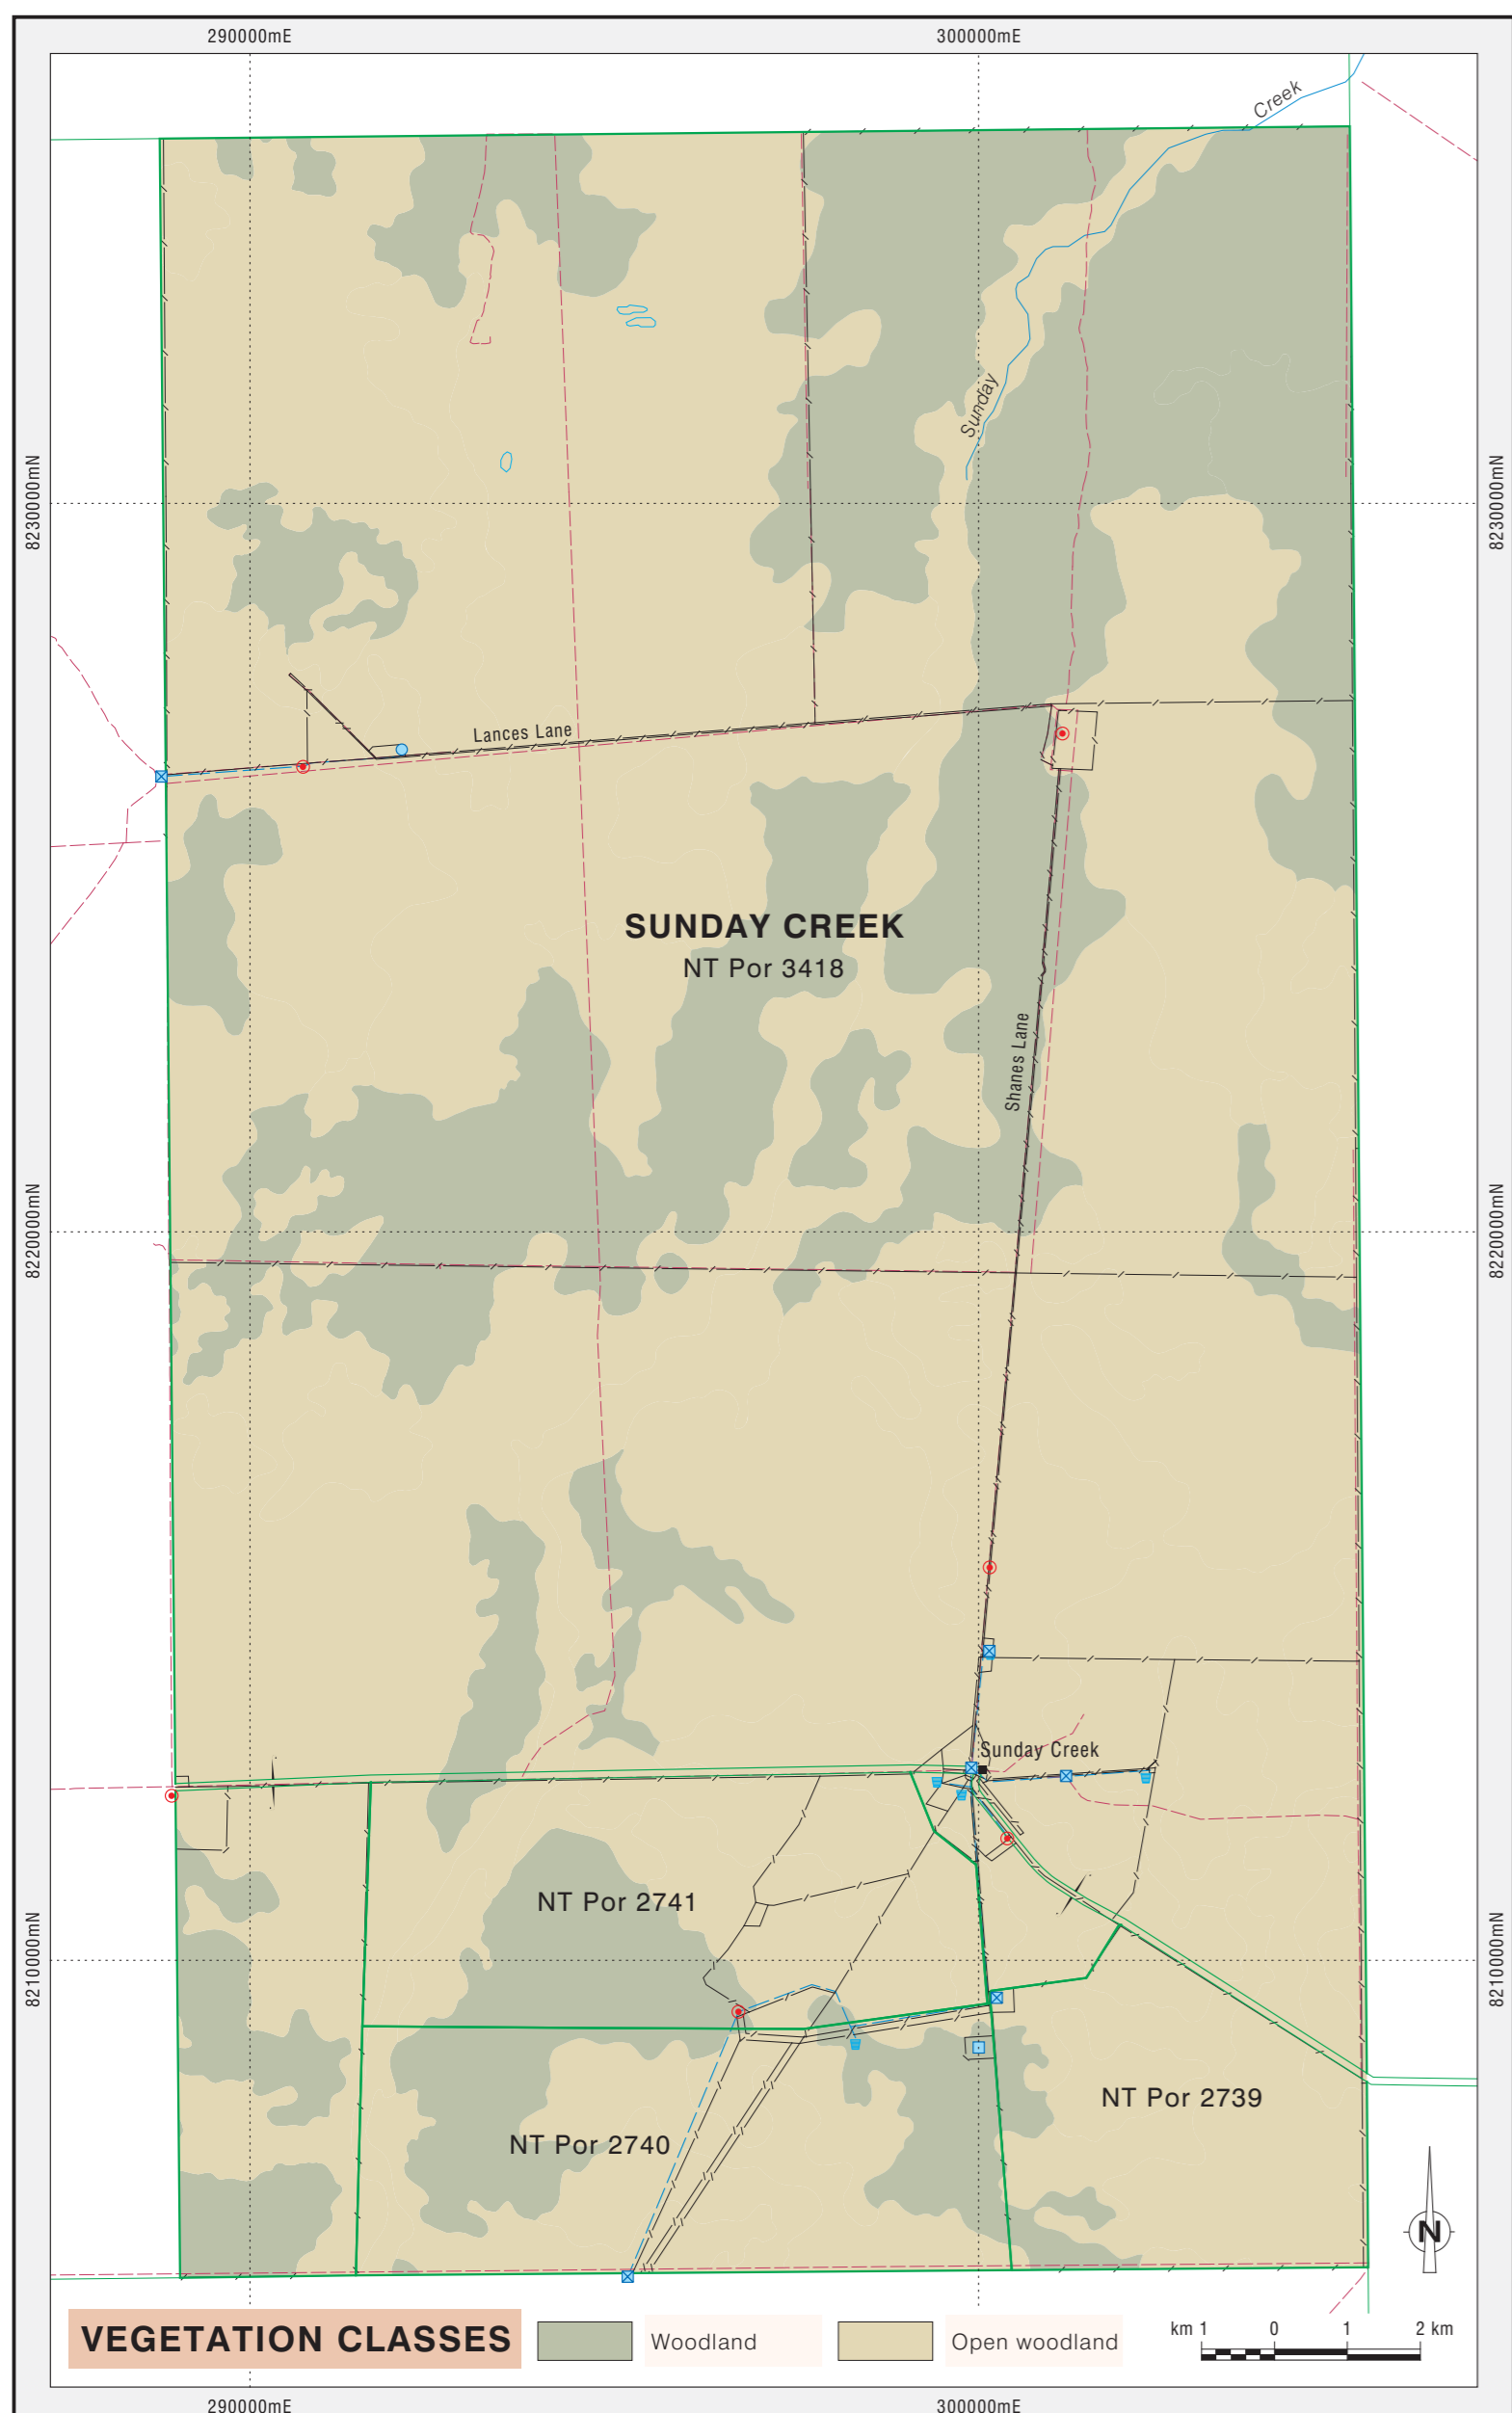 290000mE 300000mE
Creek
Sunday
8230000mN 8230000mN
Lances Lane
SUNDAY CREEK
NT Por 3418
Shanes Lane
8220000mN 8220000mN
Sunday Creek
NT Por 2741
8210000mN 8210000mN
NT Por 2739
NT Por 2740
N
VEGETATION CLASSES Woodland Open woodland
km 1 0 1 2 km
290000mE 300000mE